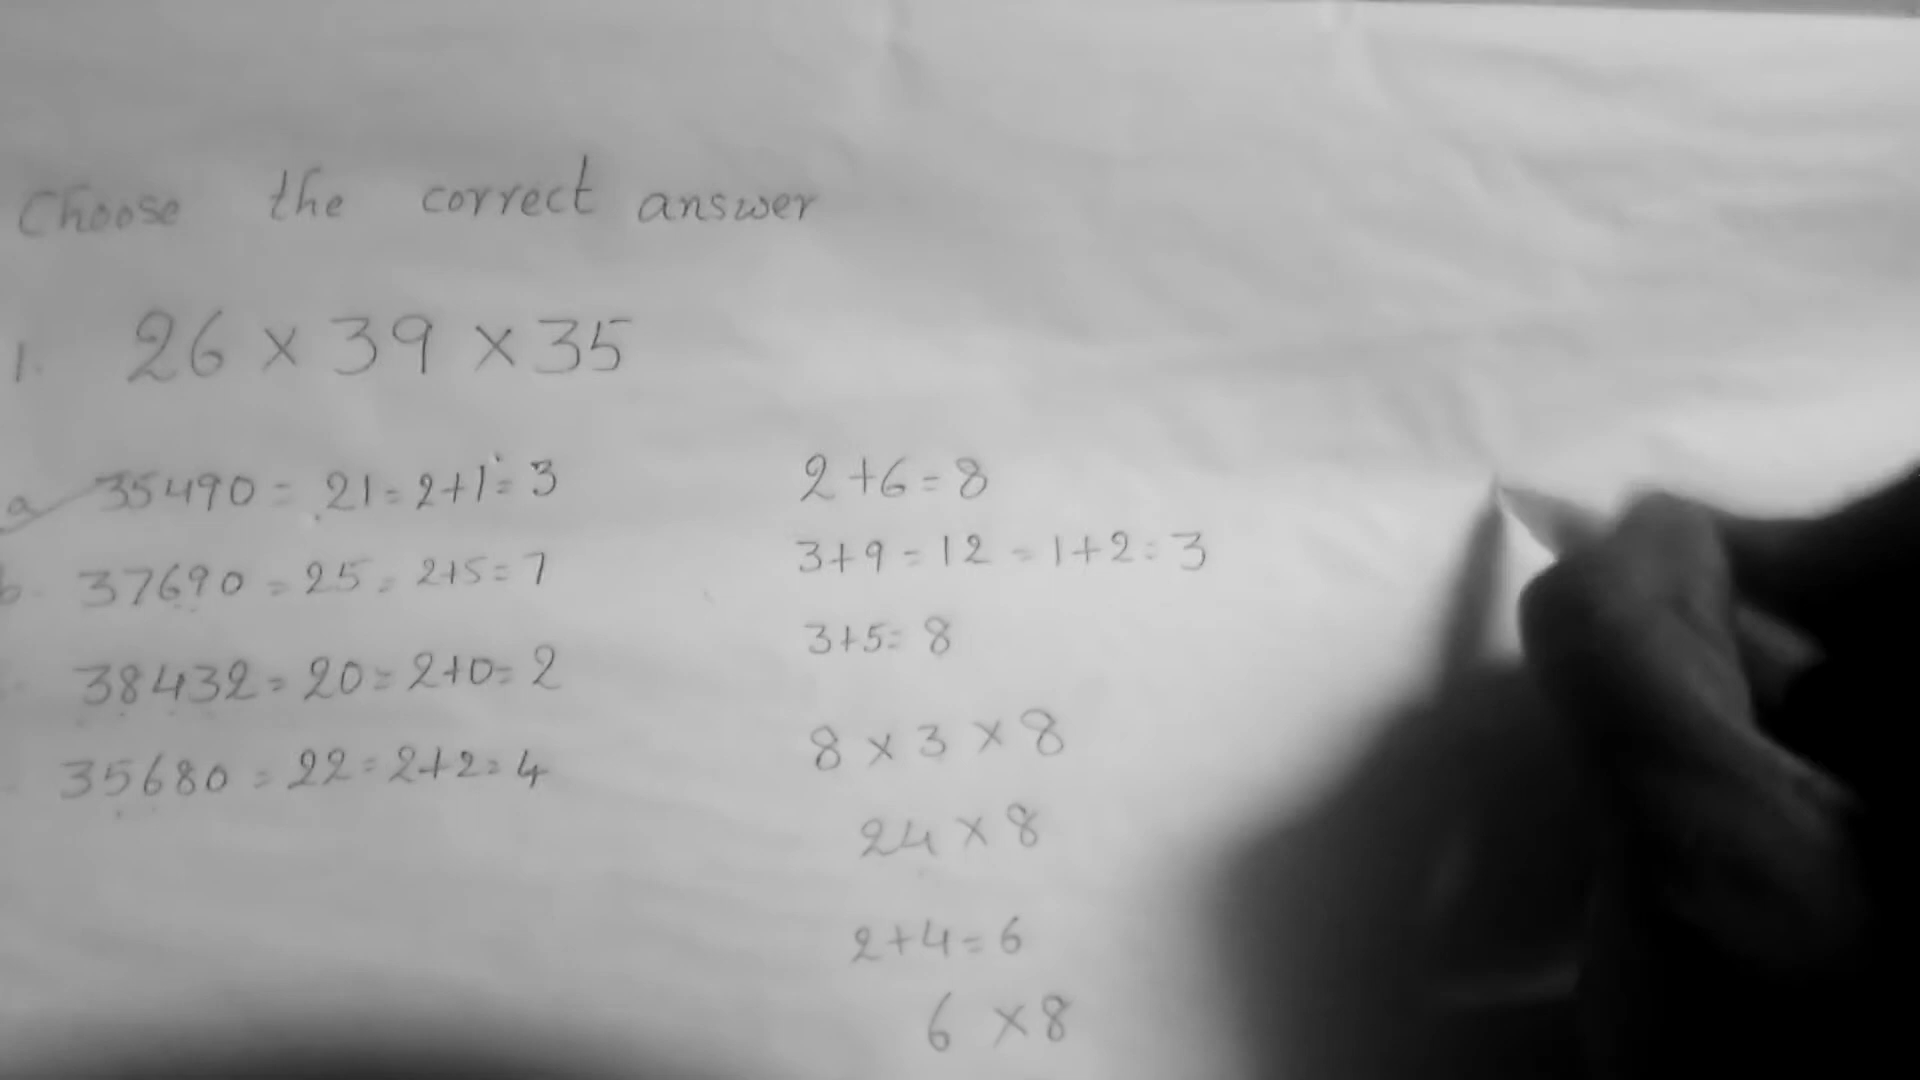 Choose the correct answer
1. 26 × 39 × 35
a 35490 = 21 = 2+1 = 3
b. 37690 = 25 = 2+5 = 7
38432 = 20 = 2+0 = 2
35680 = 22 = 2+2 = 4
2+6 = 8
3+9 = 12 = 1+2 = 3
3+5 = 8
8 × 3 × 8
24 × 8
2+4 = 6
6 × 8